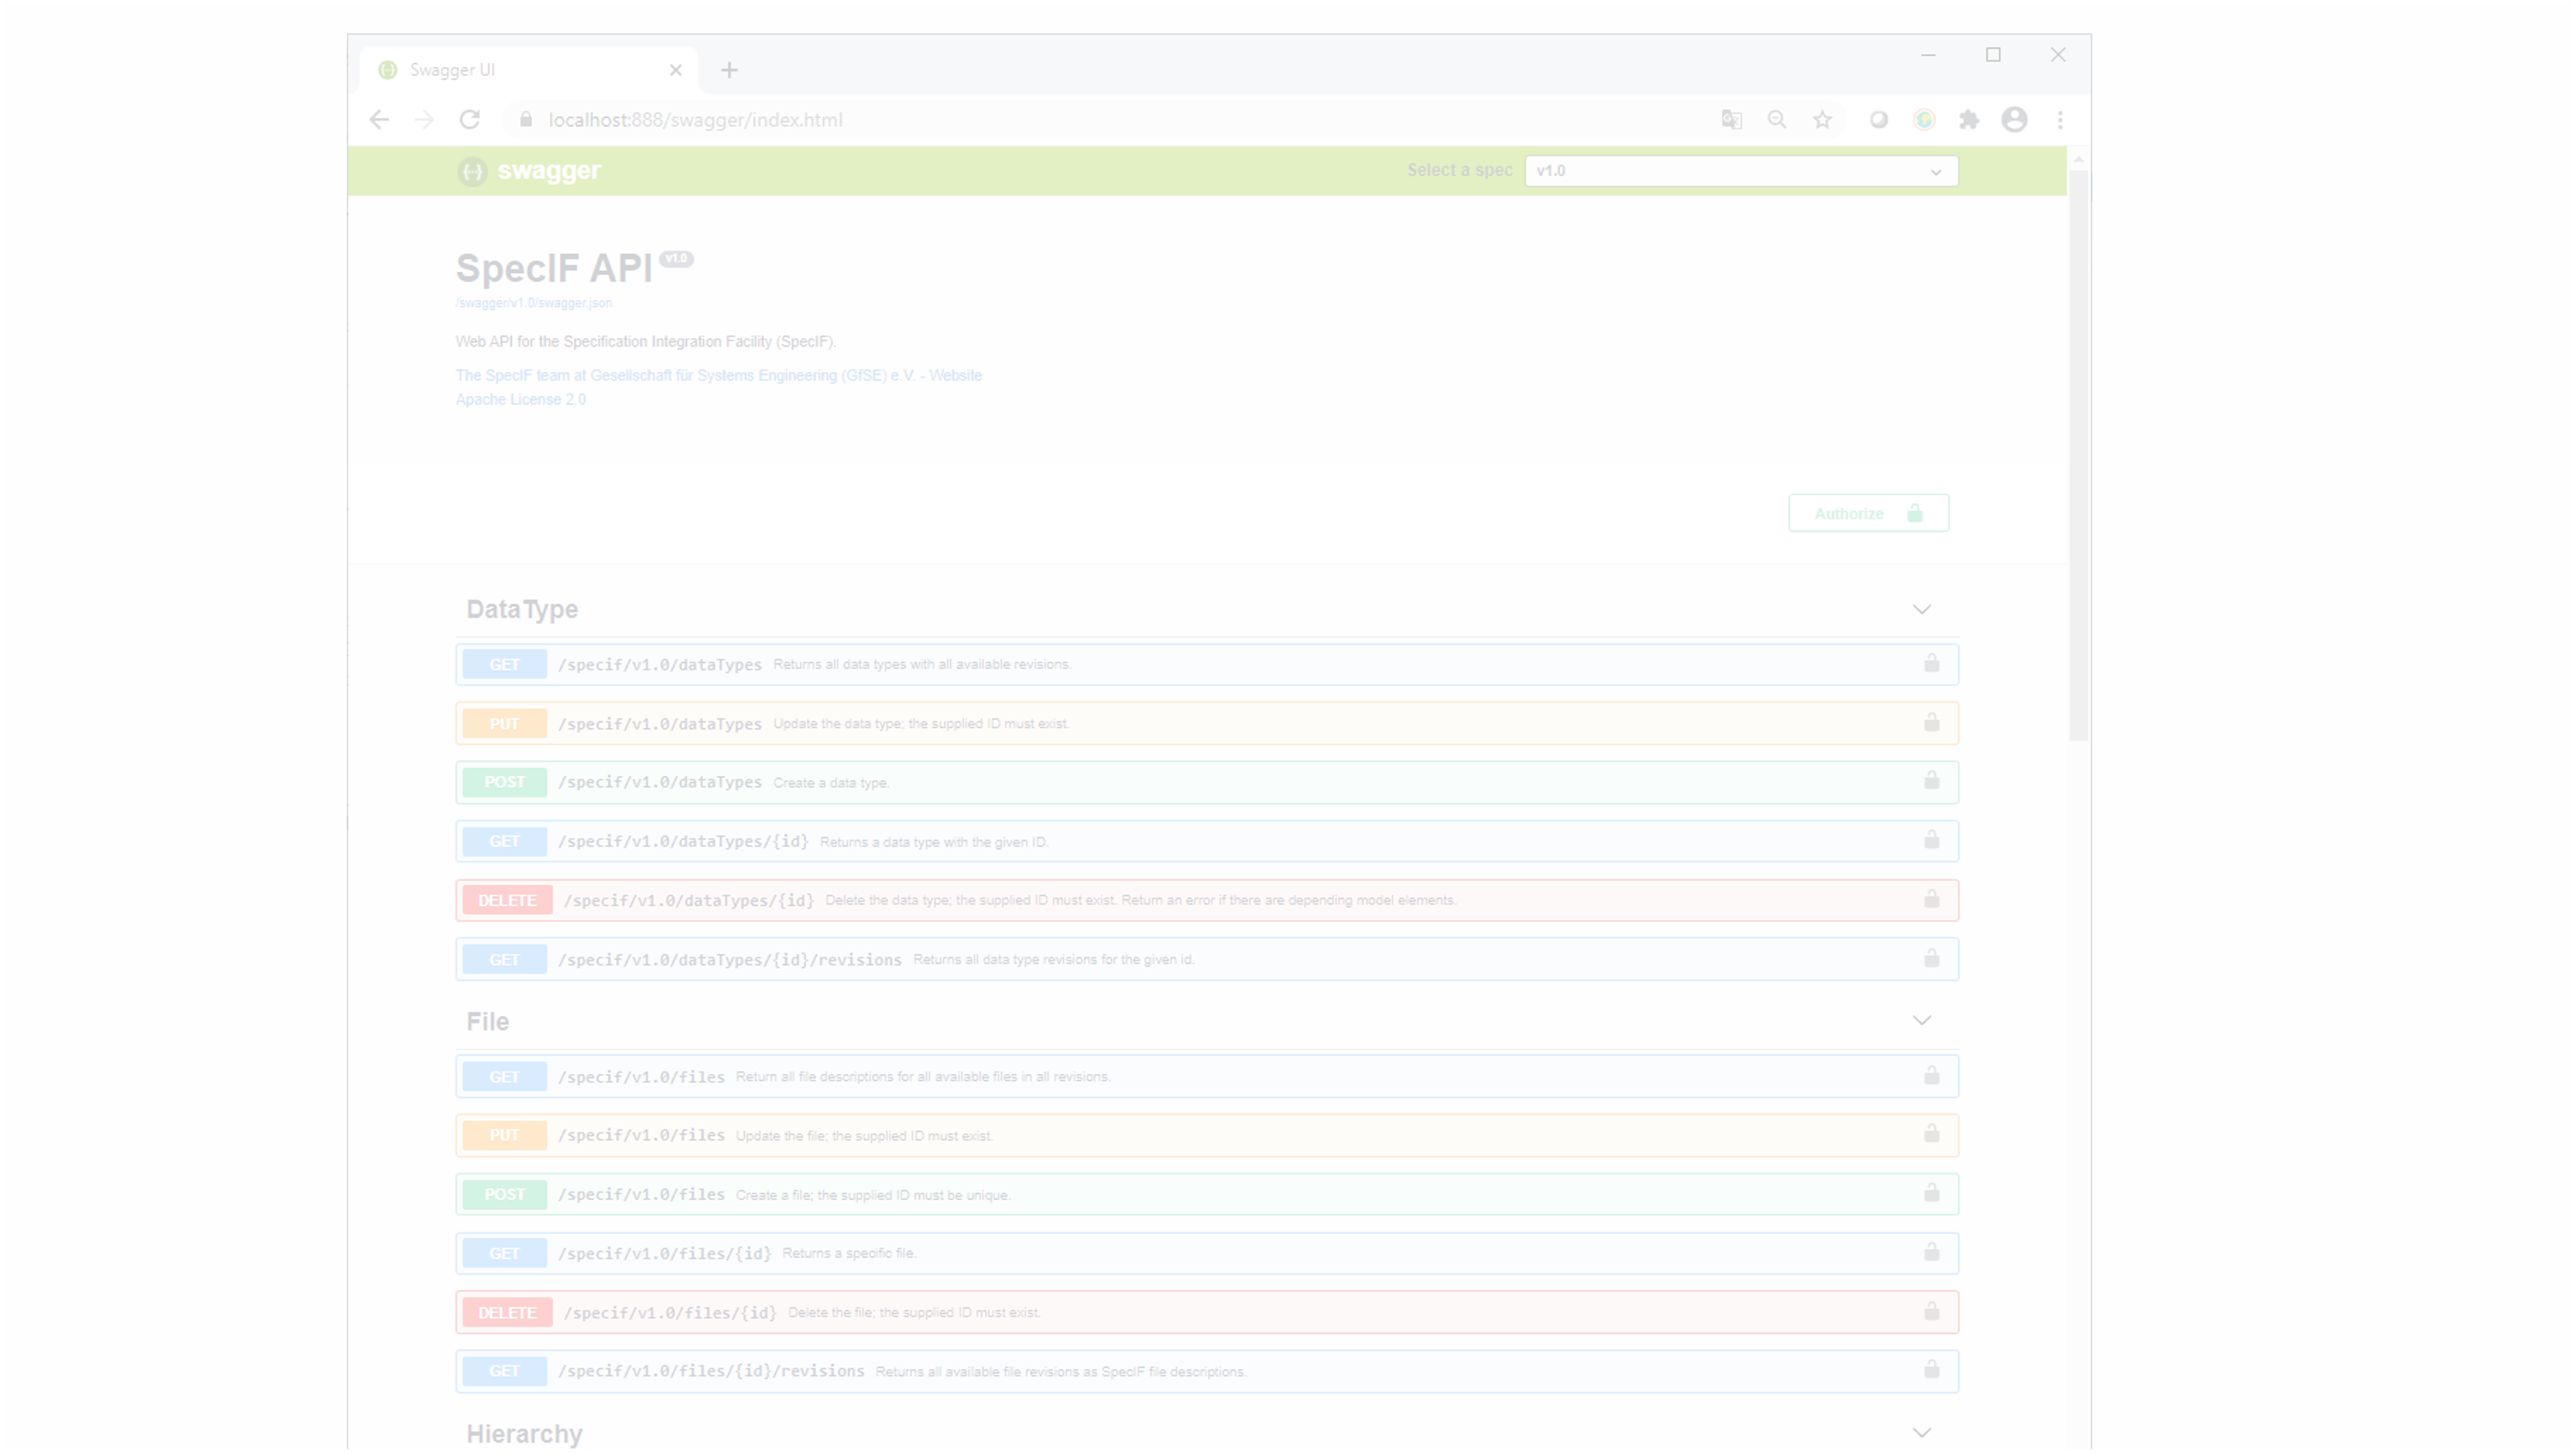 Swagger UI
localhost:888/swagger/index.html
swagger Select a spec v1.0
SpecIF API v1.0
/swagger/v1.0/swagger.json
Web API for the Specification Integration Facility (SpecIF).
The SpecIF team at Gesellschaft für Systems Engineering (GfSE) e.V. - Website
Apache License 2.0
Authorize
DataType
GET /specif/v1.0/dataTypes Returns all data types with all available revisions.
PUT /specif/v1.0/dataTypes Update the data type; the supplied ID must exist.
POST /specif/v1.0/dataTypes Create a data type.
GET /specif/v1.0/dataTypes/{id} Returns a data type with the given ID.
DELETE /specif/v1.0/dataTypes/{id} Delete the data type; the supplied ID must exist. Return an error if there are depending model elements.
GET /specif/v1.0/dataTypes/{id}/revisions Returns all data type revisions for the given id.
File
GET /specif/v1.0/files Return all file descriptions for all available files in all revisions.
PUT /specif/v1.0/files Update the file; the supplied ID must exist.
POST /specif/v1.0/files Create a file; the supplied ID must be unique.
GET /specif/v1.0/files/{id} Returns a specific file.
DELETE /specif/v1.0/files/{id} Delete the file; the supplied ID must exist.
GET /specif/v1.0/files/{id}/revisions Returns all available file revisions as SpecIF file descriptions.
Hierarchy